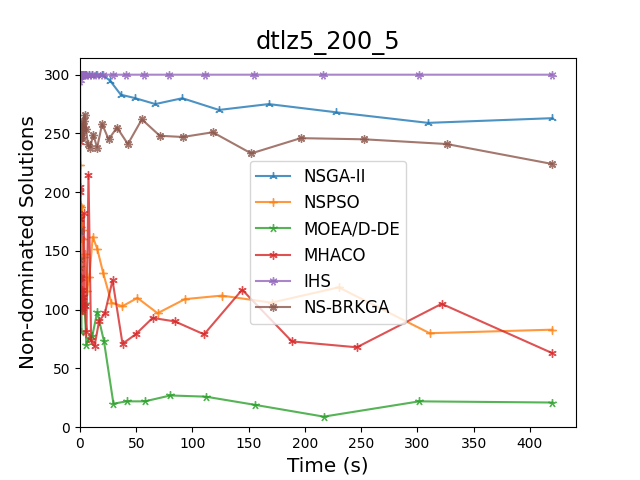 dtlz5_200_5
Non-dominated Solutions
300
250
200
150
100
50
0
NSGA-II
NSPSO
MOEA/D-DE
MHACO
IHS
NS-BRKGA
0 50 100 150 200 250 300 350 400
Time (s)